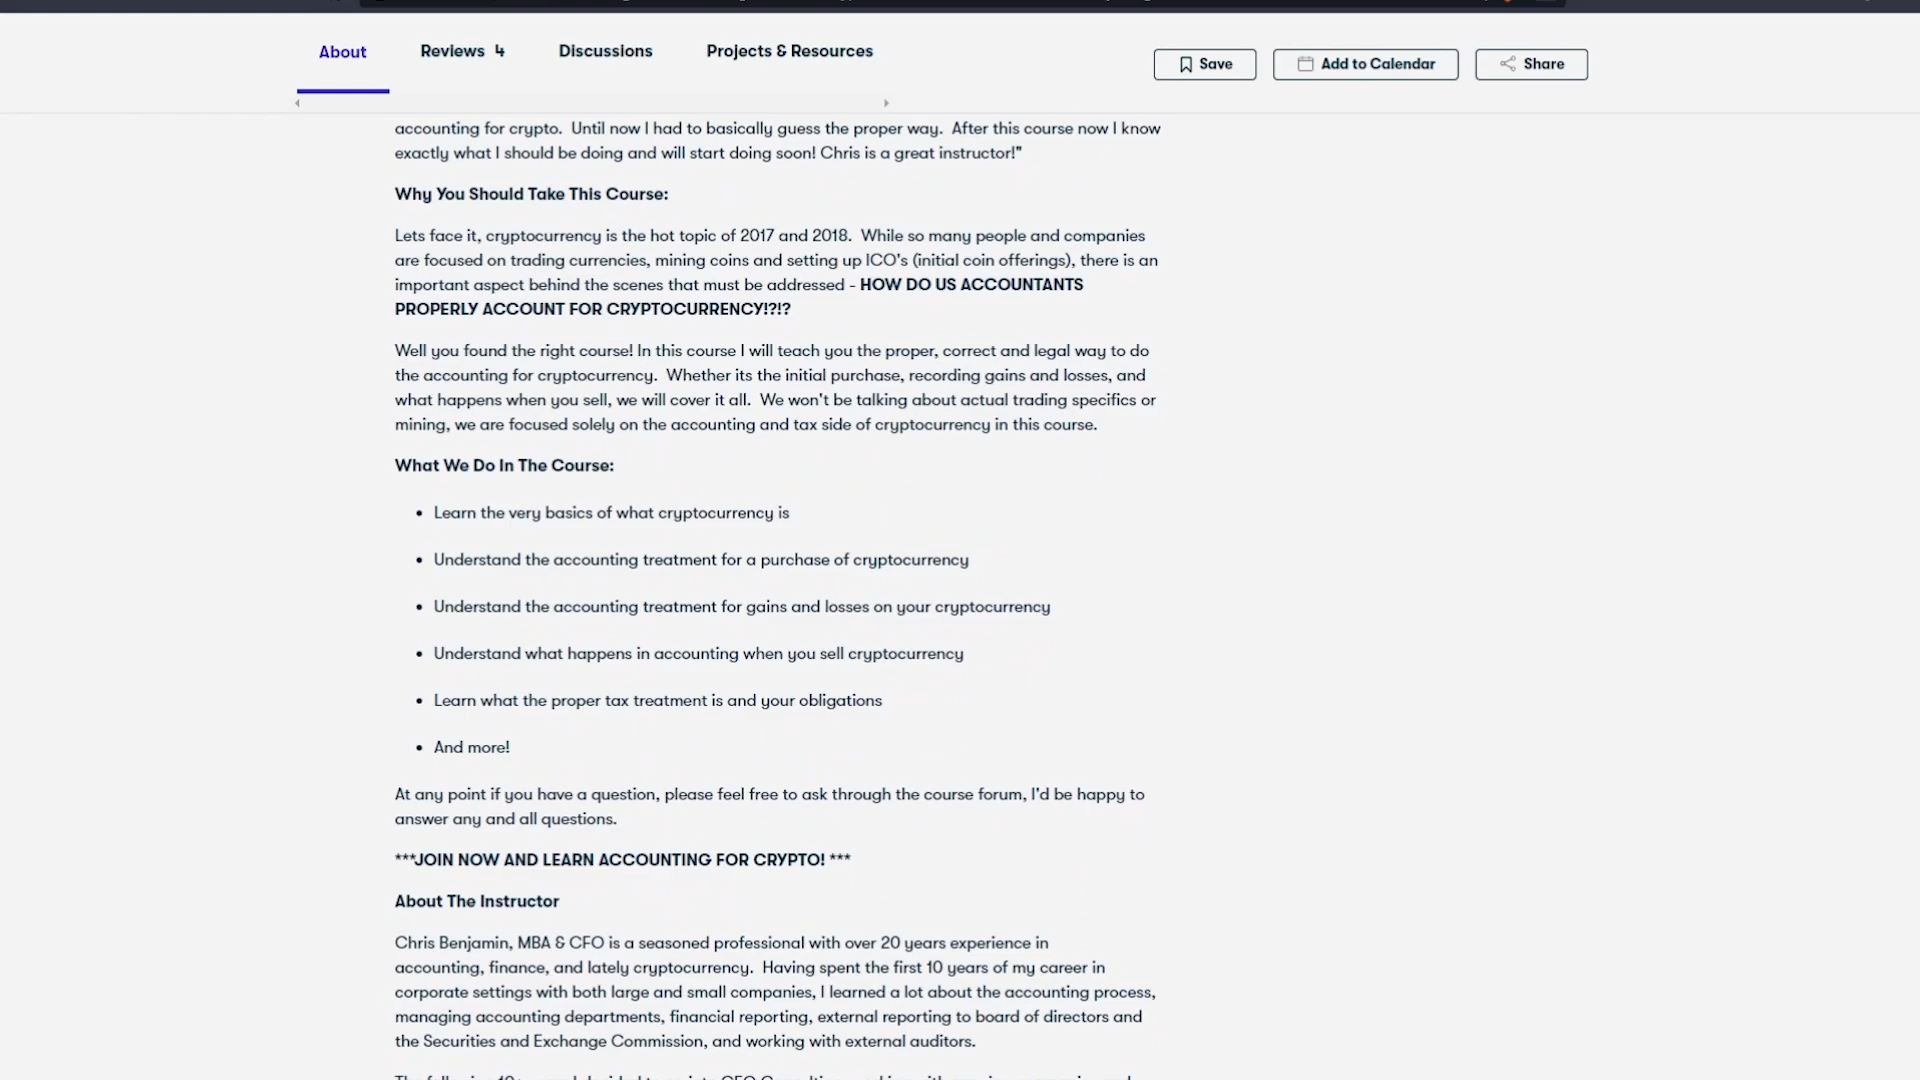 About
Reviews 4
Discussions
Projects & Resources
Save
Add to Calendar
Share
accounting for crypto.  Until now I had to basically guess the proper way.  After this course now I know
exactly what I should be doing and will start doing soon! Chris is a great instructor!"
Why You Should Take This Course:
Lets face it, cryptocurrency is the hot topic of 2017 and 2018.  While so many people and companies
are focused on trading currencies, mining coins and setting up ICO's (initial coin offerings), there is an
important aspect behind the scenes that must be addressed - HOW DO US ACCOUNTANTS
PROPERLY ACCOUNT FOR CRYPTOCURRENCY!?!?
Well you found the right course! In this course I will teach you the proper, correct and legal way to do
the accounting for cryptocurrency.  Whether its the initial purchase, recording gains and losses, and
what happens when you sell, we will cover it all.  We won't be talking about actual trading specifics or
mining, we are focused solely on the accounting and tax side of cryptocurrency in this course.
What We Do In The Course:
• Learn the very basics of what cryptocurrency is
• Understand the accounting treatment for a purchase of cryptocurrency
• Understand the accounting treatment for gains and losses on your cryptocurrency
• Understand what happens in accounting when you sell cryptocurrency
• Learn what the proper tax treatment is and your obligations
• And more!
At any point if you have a question, please feel free to ask through the course forum, I'd be happy to
answer any and all questions.
***JOIN NOW AND LEARN ACCOUNTING FOR CRYPTO! ***
About The Instructor
Chris Benjamin, MBA & CFO is a seasoned professional with over 20 years experience in
accounting, finance, and lately cryptocurrency.  Having spent the first 10 years of my career in
corporate settings with both large and small companies, I learned a lot about the accounting process,
managing accounting departments, financial reporting, external reporting to board of directors and
the Securities and Exchange Commission, and working with external auditors.